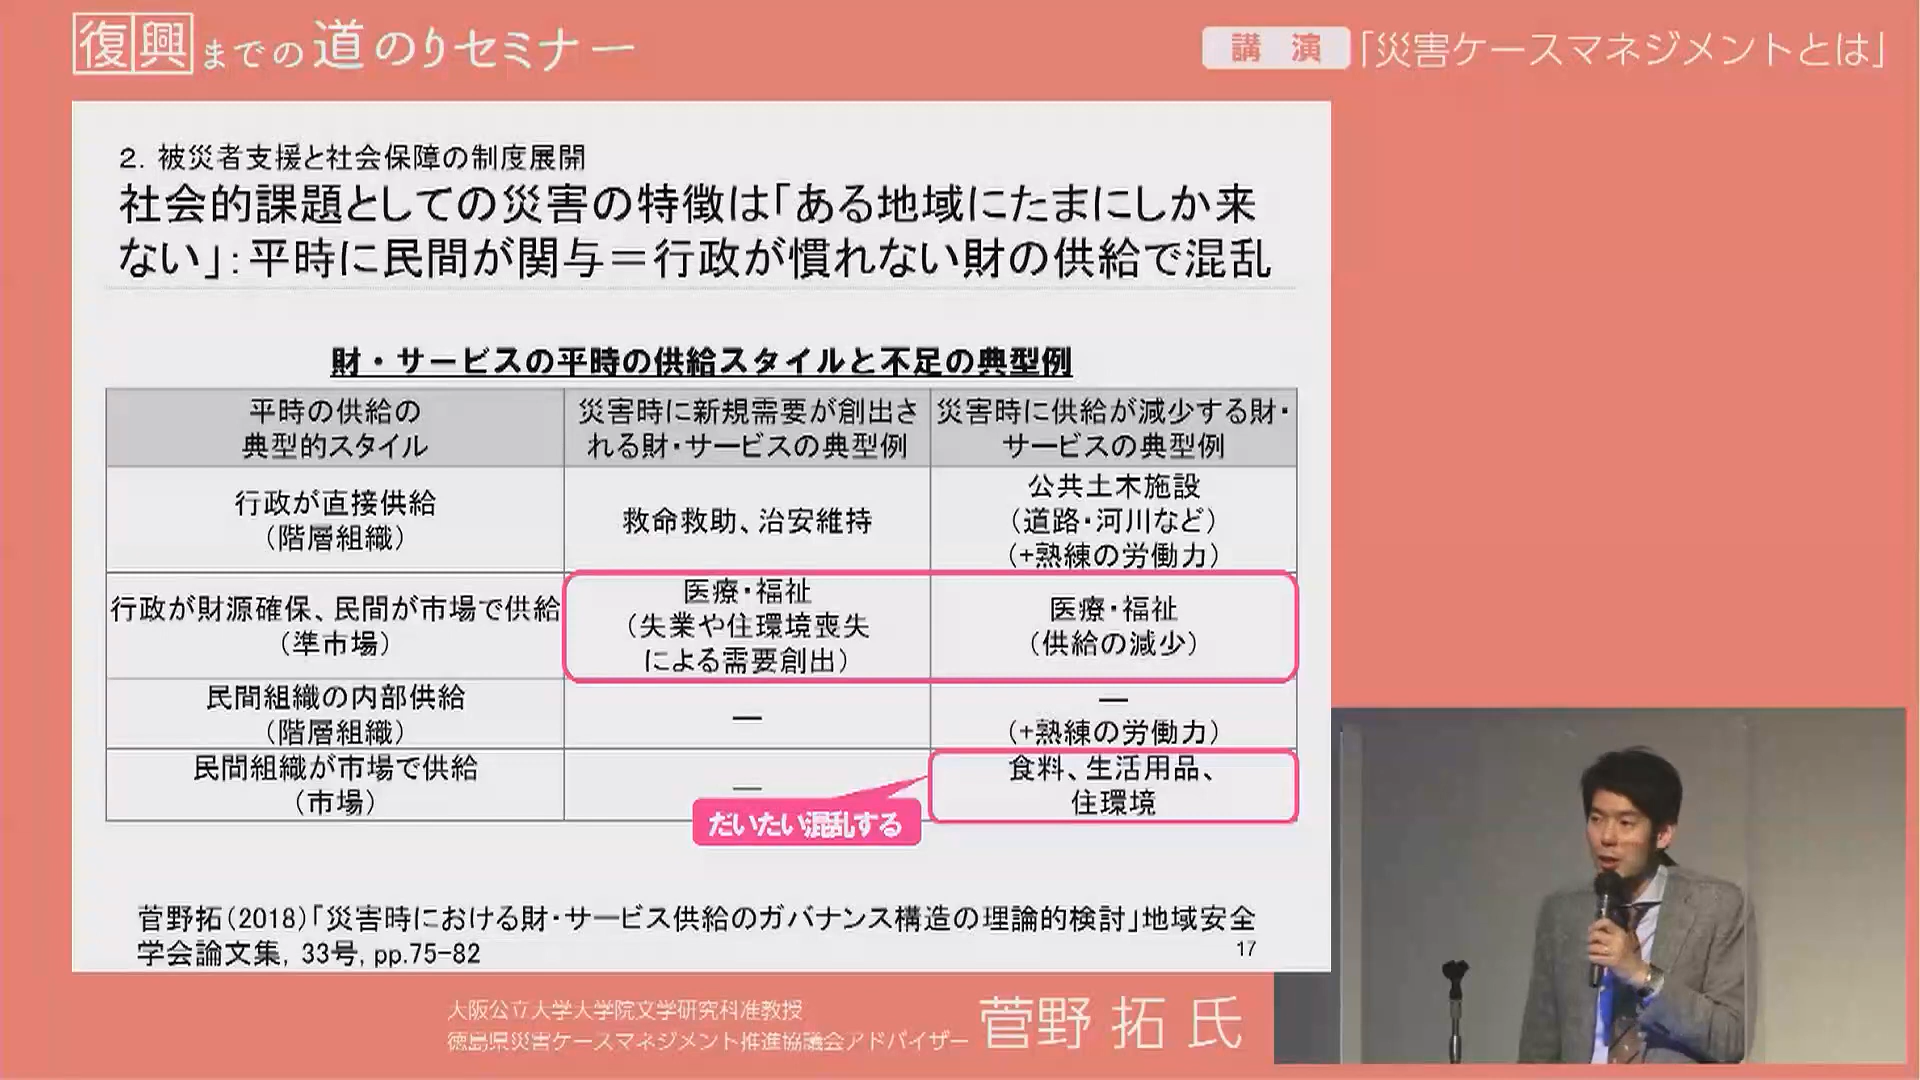 復興までの道のりセミナー
講 演 「災害ケースマネジメントとは」
2. 被災者支援と社会保障の制度展開
社会的課題としての災害の特徴は「ある地域にたまにしか来
ない」：平時に民間が関与＝行政が慣れない財の供給で混乱
財・サービスの平時の供給スタイルと不足の典型例
平時の供給の
典型的スタイル
災害時に新規需要が創出さ
れる財・サービスの典型例
災害時に供給が減少する財・
サービスの典型例
行政が直接供給
（階層組織）
救命救助、治安維持
公共土木施設
（道路・河川など）
（+熟練の労働力）
行政が財源確保、民間が市場で供給
（準市場）
医療・福祉
（失業や住環境喪失
による需要創出）
医療・福祉
（供給の減少）
民間組織の内部供給
（階層組織）
―
―
（+熟練の労働力）
民間組織が市場で供給
（市場）
―
食料、生活用品、
住環境
だいたい混乱する
菅野拓（2018）「災害時における財・サービス供給のガバナンス構造の理論的検討」地域安全
学会論文集, 33号, pp.75-82
17
大阪公立大学大学院文学研究科准教授
徳島県災害ケースマネジメント推進協議会アドバイザー
菅野 拓 氏